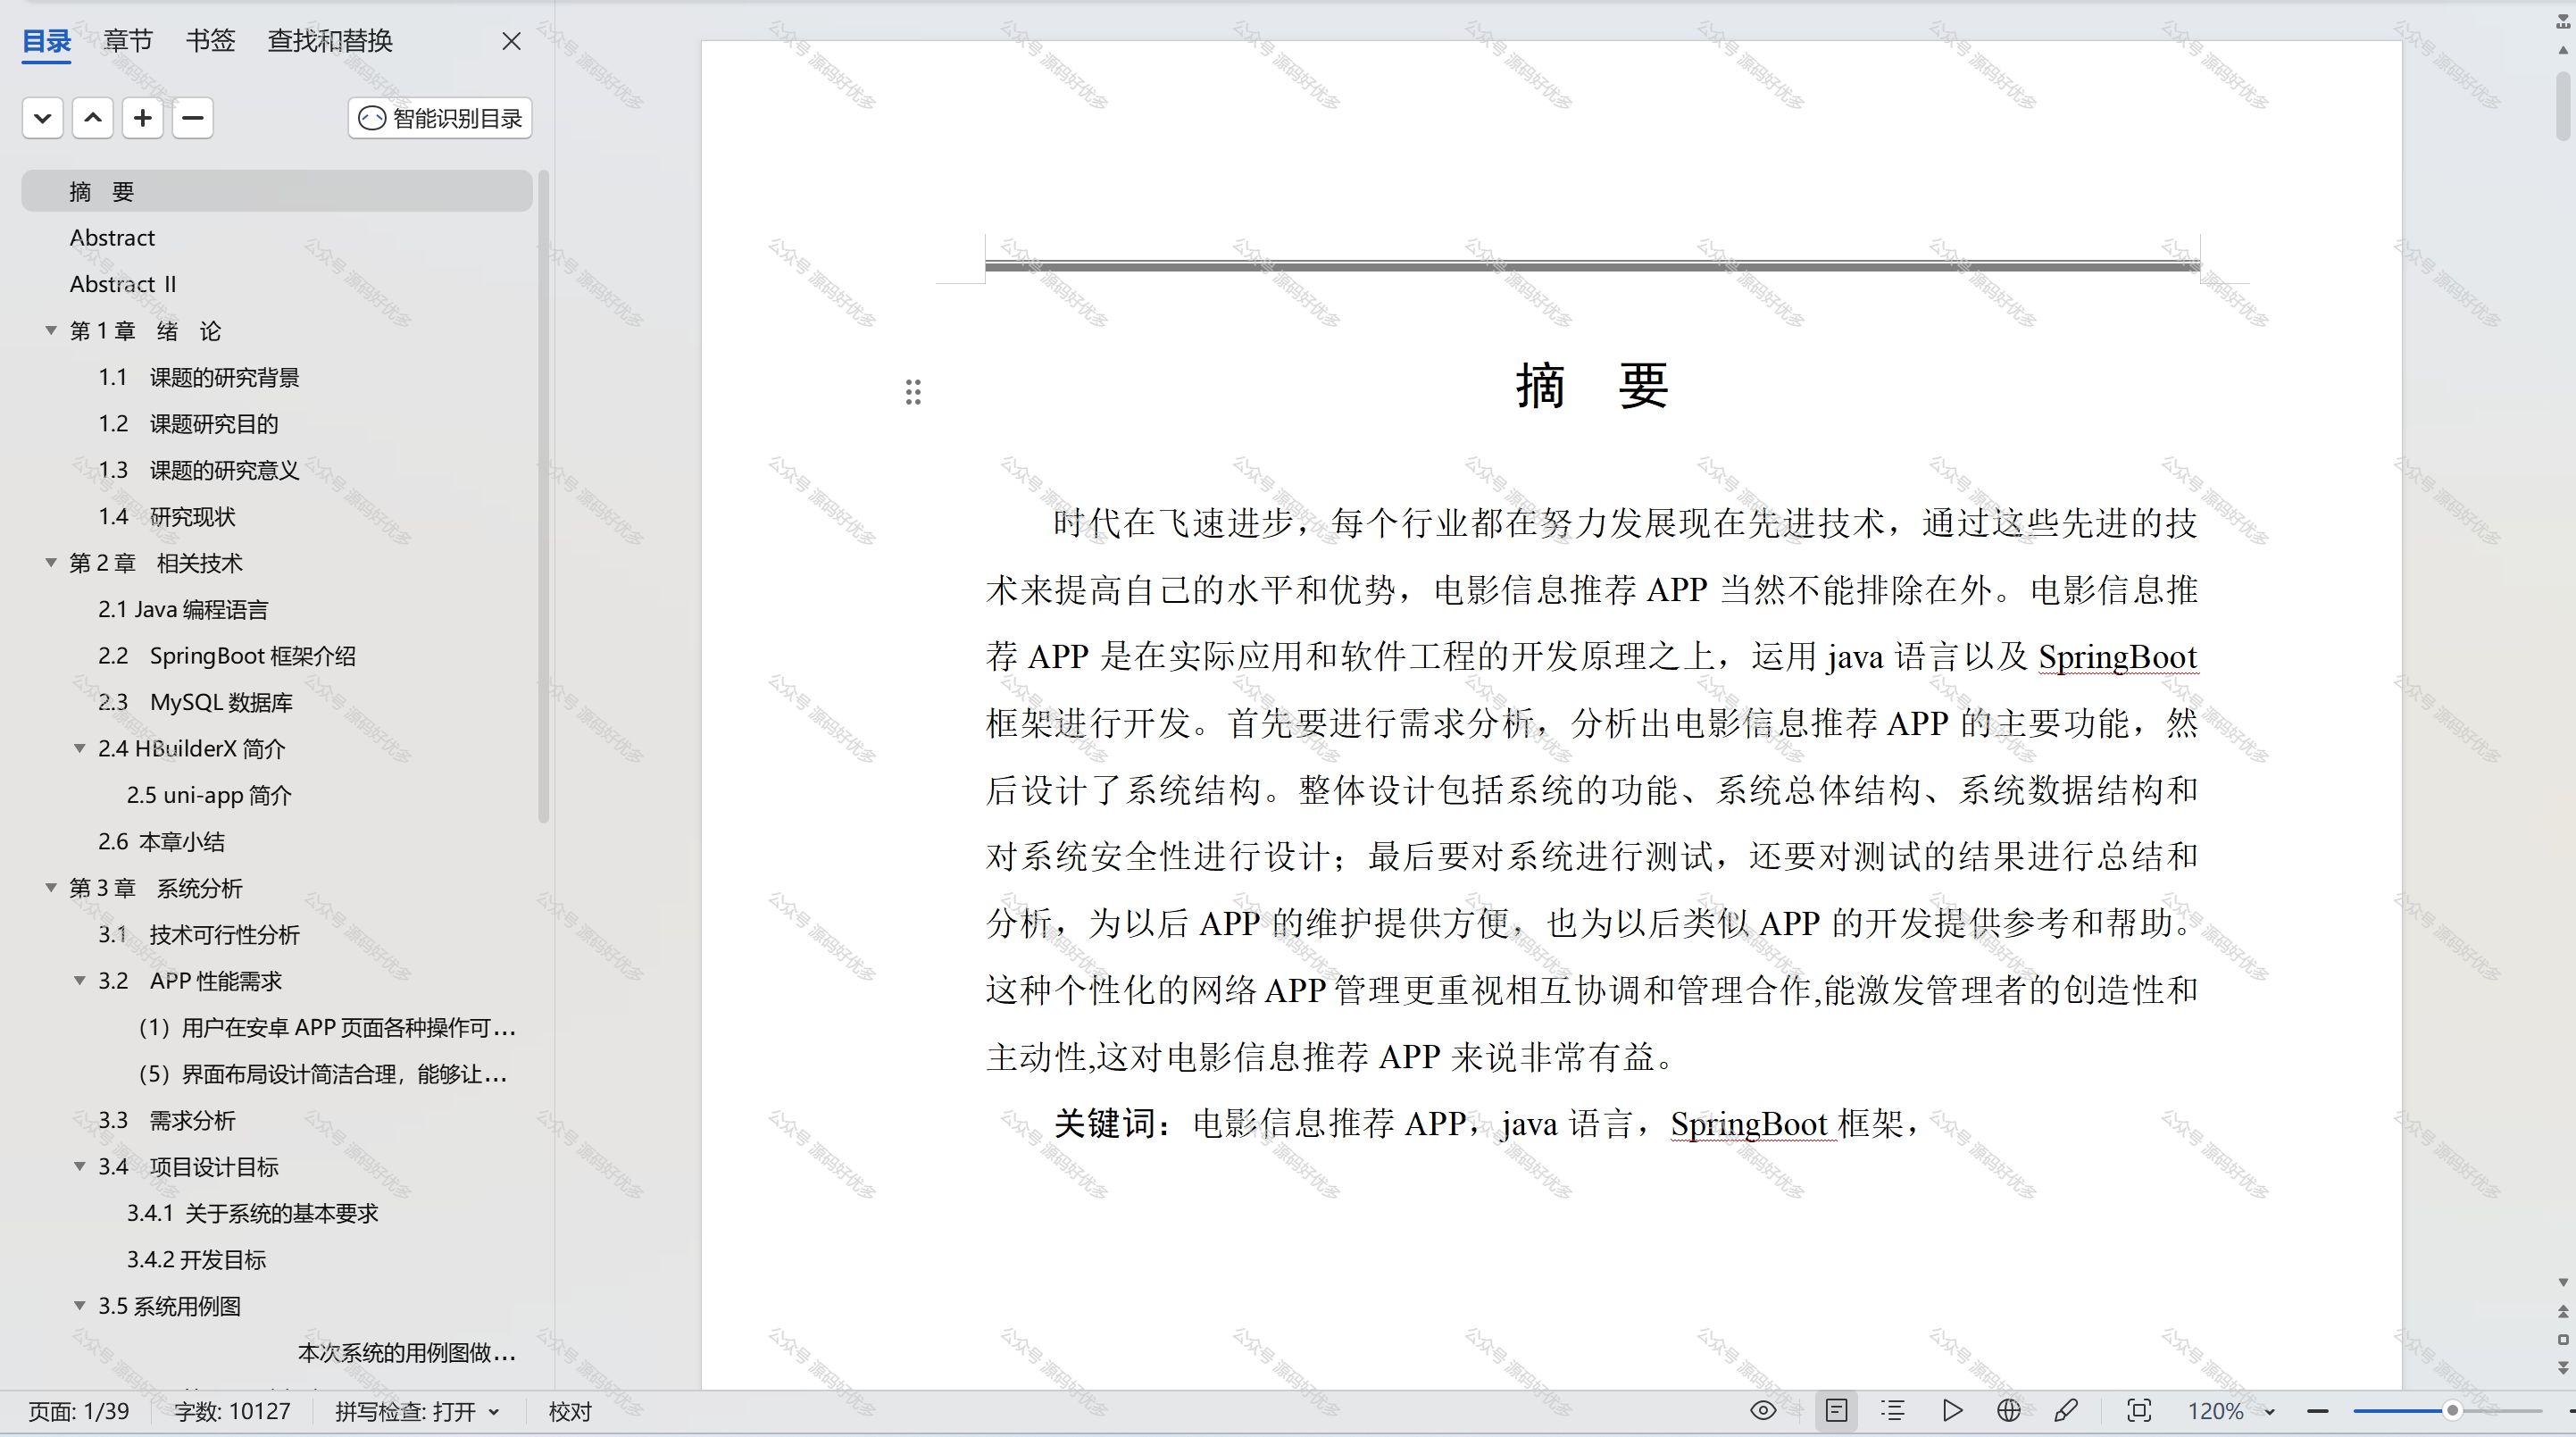 目录 章节 书签 查找和替换
智能识别目录
摘 要
Abstract
Abstract II
第 1 章 绪 论
1.1 课题的研究背景
1.2 课题研究目的
1.3 课题的研究意义
1.4 研究现状
第 2 章 相关技术
2.1 Java 编程语言
2.2 SpringBoot 框架介绍
2.3 MySQL 数据库
2.4 HBuilderX 简介
2.5 uni-app 简介
2.6 本章小结
第 3 章 系统分析
3.1 技术可行性分析
3.2 APP 性能需求
（1）用户在安卓 APP 页面各种操作可...
（5）界面布局设计简洁合理，能够让...
3.3 需求分析
3.4 项目设计目标
3.4.1 关于系统的基本要求
3.4.2 开发目标
3.5 系统用例图
本次系统的用例图做...
摘 要
时代在飞速进步，每个行业都在努力发展现在先进技术，通过这些先进的技
术来提高自己的水平和优势，电影信息推荐 APP 当然不能排除在外。电影信息推
荐 APP 是在实际应用和软件工程的开发原理之上，运用 java 语言以及 SpringBoot
框架进行开发。首先要进行需求分析，分析出电影信息推荐 APP 的主要功能，然
后设计了系统结构。整体设计包括系统的功能、系统总体结构、系统数据结构和
对系统安全性进行设计；最后要对系统进行测试，还要对测试的结果进行总结和
分析，为以后 APP 的维护提供方便，也为以后类似 APP 的开发提供参考和帮助。
这种个性化的网络 APP 管理更重视相互协调和管理合作,能激发管理者的创造性和
主动性,这对电影信息推荐 APP 来说非常有益。
关键词：电影信息推荐 APP，java 语言，SpringBoot 框架，
页面: 1/39 字数: 10127 拼写检查: 打开 校对 120%
公众号 源码好优多